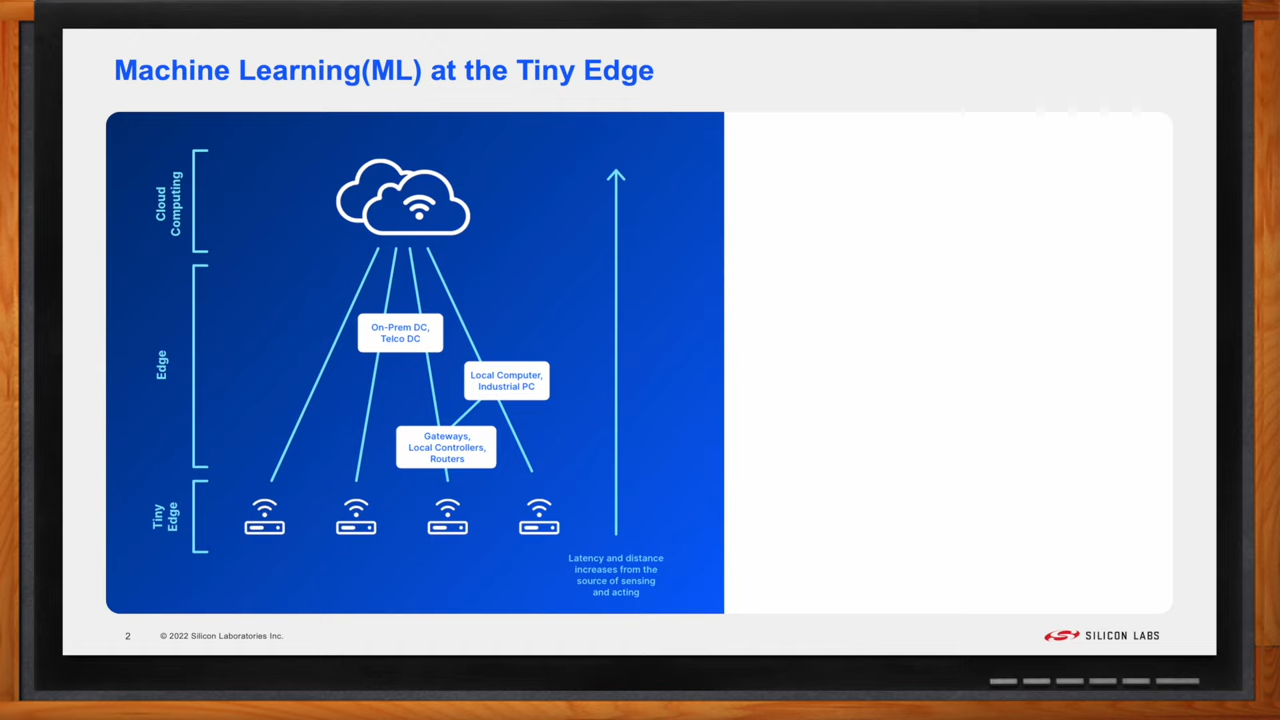 Machine Learning(ML) at the Tiny Edge
Cloud
Computing
Edge
Tiny
Edge
On-Prem DC,
Telco DC
Local Computer,
Industrial PC
Gateways,
Local Controllers,
Routers
Latency and distance
increases from the
source of sensing
and acting
2
© 2022 Silicon Laboratories Inc.
SILICON LABS